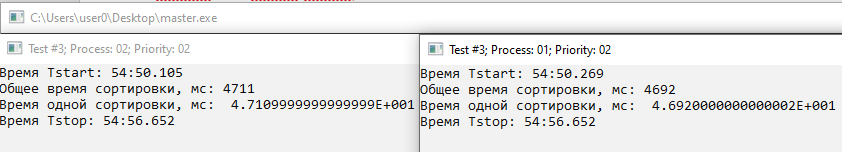 C:\Users\user0\Desktop\master.exe
Test #3; Process: 02; Priority: 02
Время Tstart: 54:50.105
Общее время сортировки, мс: 4711
Время одной сортировки, мс:  4.7109999999999999E+001
Время Tstop: 54:56.652
Test #3; Process: 01; Priority: 02
Время Tstart: 54:50.269
Общее время сортировки, мс: 4692
Время одной сортировки, мс:  4.6920000000000002E+001
Время Tstop: 54:56.652